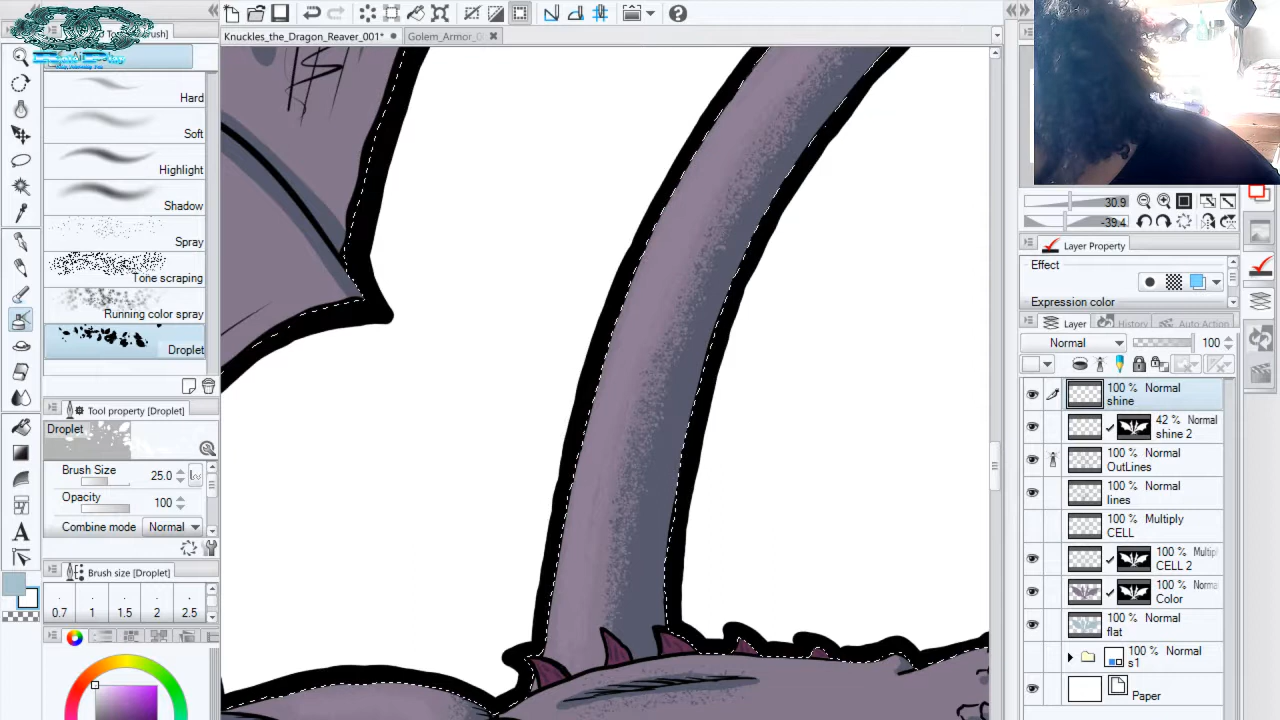 Knuckles_the_Dragon_Reaver_001*
Golem_Armor_0
Hard
Soft
Highlight
Shadow
Spray
Tone scraping
Running color spray
Droplet
Tool property [Droplet]
Droplet
Brush Size 25.0
Opacity 100
Combine mode Normal
Brush size [Droplet]
0.7 1 1.5 2 2.5
30.9
-39.4
Layer Property
Effect
Expression color
Layer History Auto Action
Normal 100
100 % Normal
shine
42 % Normal
shine 2
100 % Normal
OutLines
100 % Normal
lines
100 % Multiply
CELL
100 % Multip
CELL 2
100 % Norma
Color
100 % Normal
flat
100 % Normal
s1
Paper